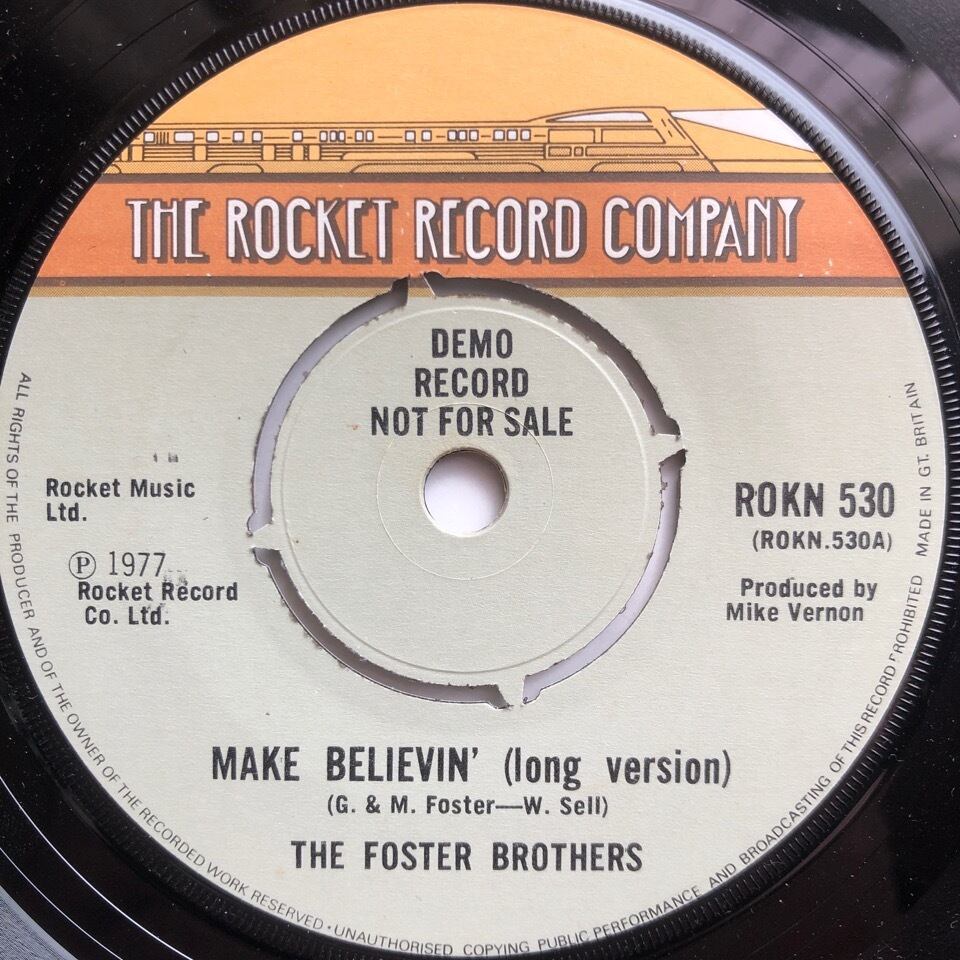 THE ROCKET RECORD COMPANY
DEMO
RECORD
NOT FOR SALE
Rocket Music
Ltd.
Ⓟ 1977
Rocket Record
Co. Ltd.
ROKN 530
(ROKN.530A)
Produced by
Mike Vernon
MAKE BELIEVIN' (long version)
(G. & M. Foster—W. Sell)
THE FOSTER BROTHERS
ALL RIGHTS OF THE PRODUCER AND OF THE OWNER OF THE RECORDED WORK RESERVED · UNAUTHORISED COPYING PUBLIC PERFORMANCE AND BROADCASTING OF THIS RECORD PROHIBITED MADE IN GT. BRITAIN